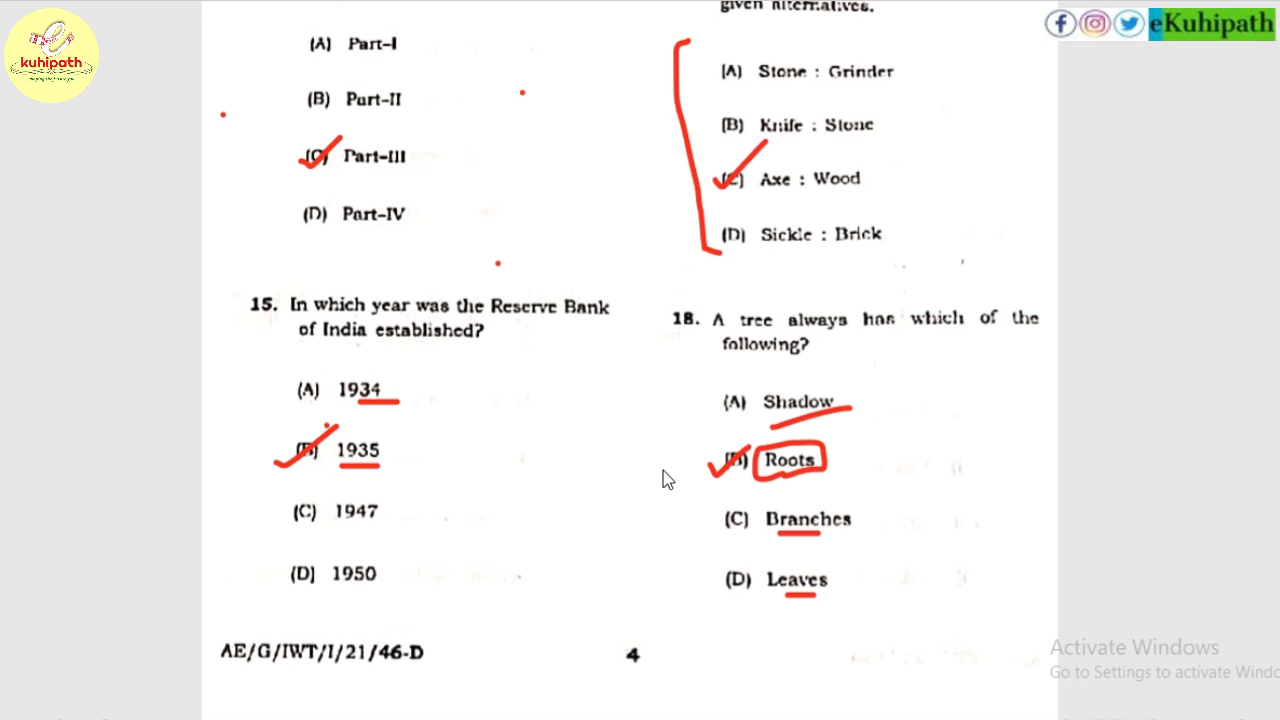 kuhipath
eKuhipath
(A) Part-I
(B) Part-II
(C) Part-III
(D) Part-IV
15. In which year was the Reserve Bank
of India established?
(A) 1934
(B) 1935
(C) 1947
(D) 1950
AE/G/IWT/I/21/46-D
given alternatives.
(A) Stone : Grinder
(B) Knife : Stone
(C) Axe : Wood
(D) Sickle : Brick
18. A tree always has which of the
following?
(A) Shadow
(B) Roots
(C) Branches
(D) Leaves
4
Activate Windows
Go to Settings to activate Windo